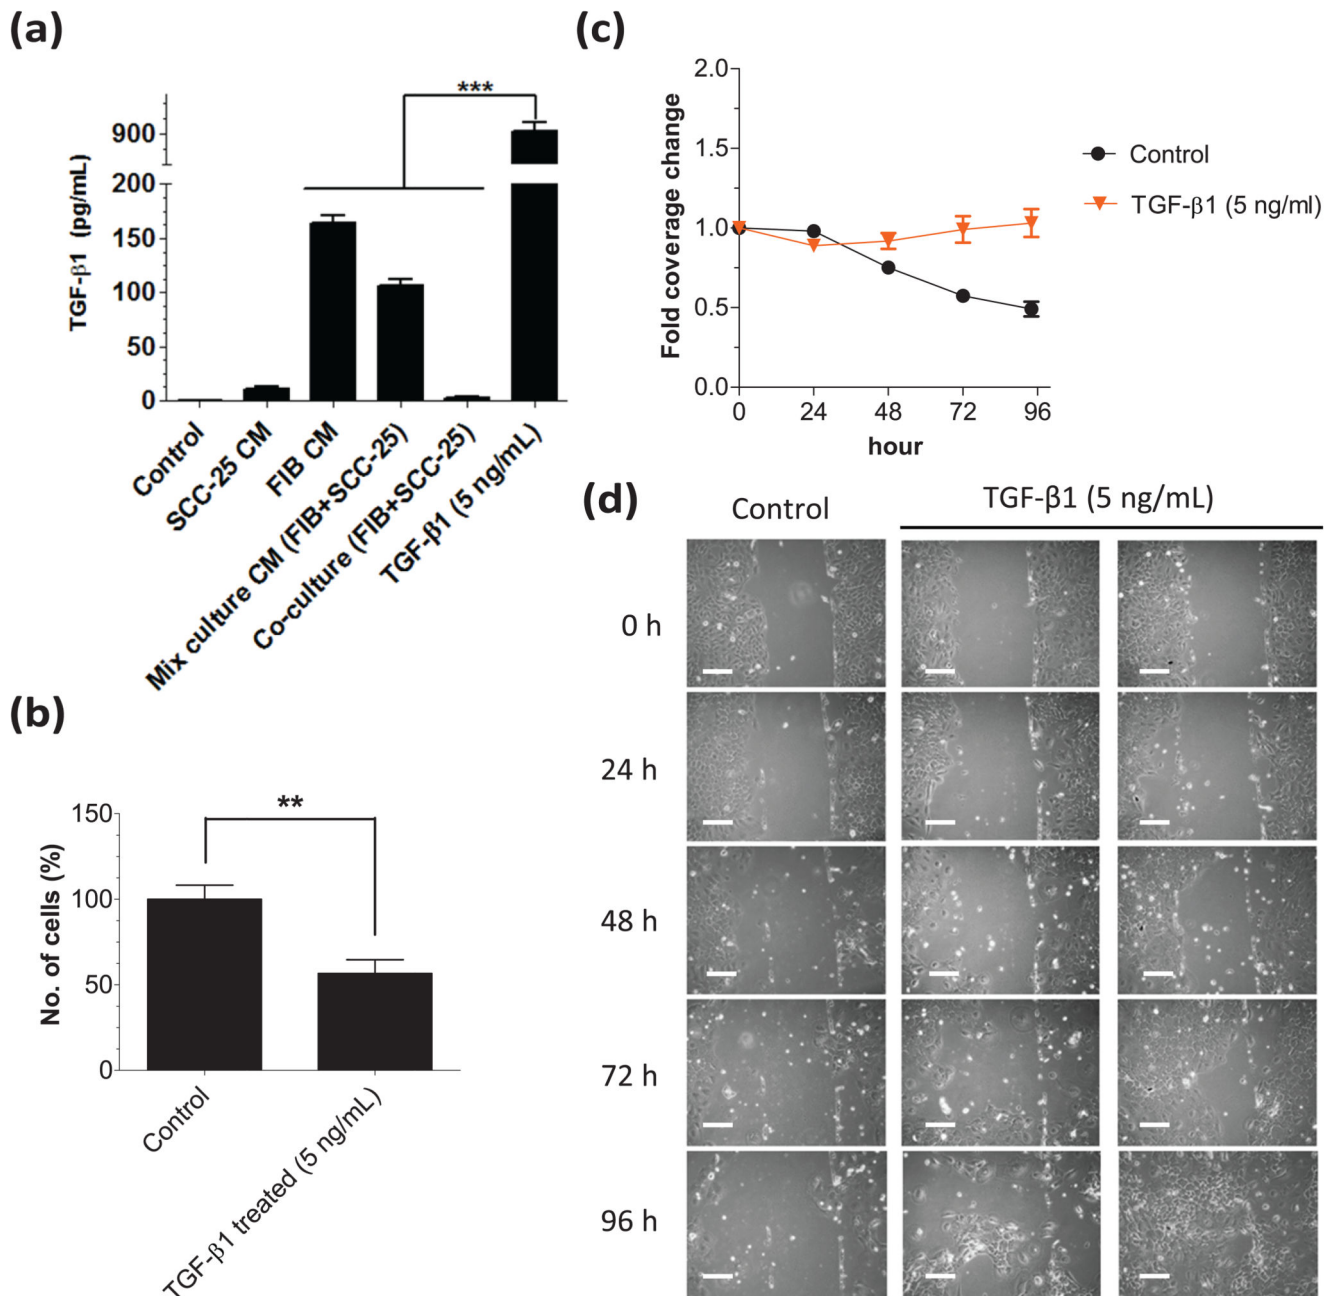 (a)
***
TGF-β1 (pg/mL)
900
200
150
100
50
0
Control
SCC-25 CM
FIB CM
Mix culture CM (FIB+SCC-25)
Co-culture (FIB+SCC-25)
TGF-β1 (5 ng/mL)
(b)
**
No. of cells (%)
150
100
50
0
Control
TGF-β1 treated (5 ng/mL)
(c)
Fold coverage change
2.0
1.5
1.0
0.5
0.0
0 24 48 72 96
hour
Control
TGF-β1 (5 ng/ml)
(d)
Control
TGF-β1 (5 ng/mL)
0 h
24 h
48 h
72 h
96 h